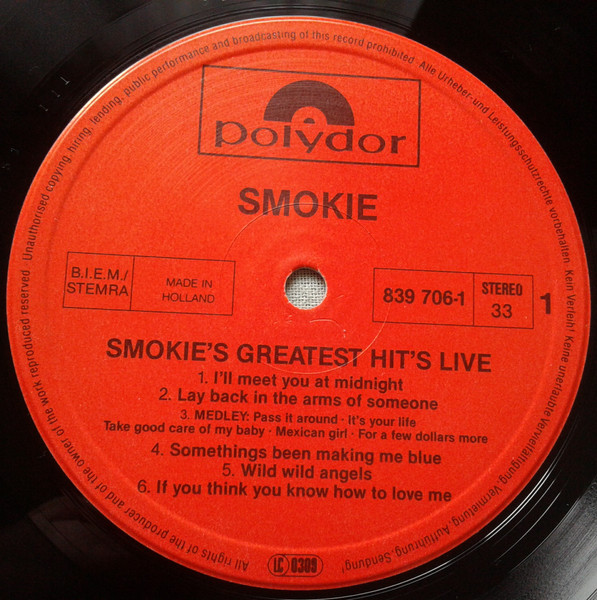 polydor
SMOKIE
B.I.E.M./
STEMRA
MADE IN
HOLLAND
839 706-1
STEREO
33
1
SMOKIE'S GREATEST HIT'S LIVE
1. I'll meet you at midnight
2. Lay back in the arms of someone
3. MEDLEY: Pass it around · It's your life
Take good care of my baby · Mexican girl · For a few dollars more
4. Somethings been making me blue
5. Wild wild angels
6. If you think you know how to love me
All rights of the producer and of the owner of the work reproduced reserved. Unauthorised copying, hiring, lending, public performance and broadcasting of this record prohibited. Alle Urheber- und Leistungsschutzrechte vorbehalten. Kein Verleih! Keine unerlaubte Vervielfältigung, Vermietung, Aufführung, Sendung!
LC 0309